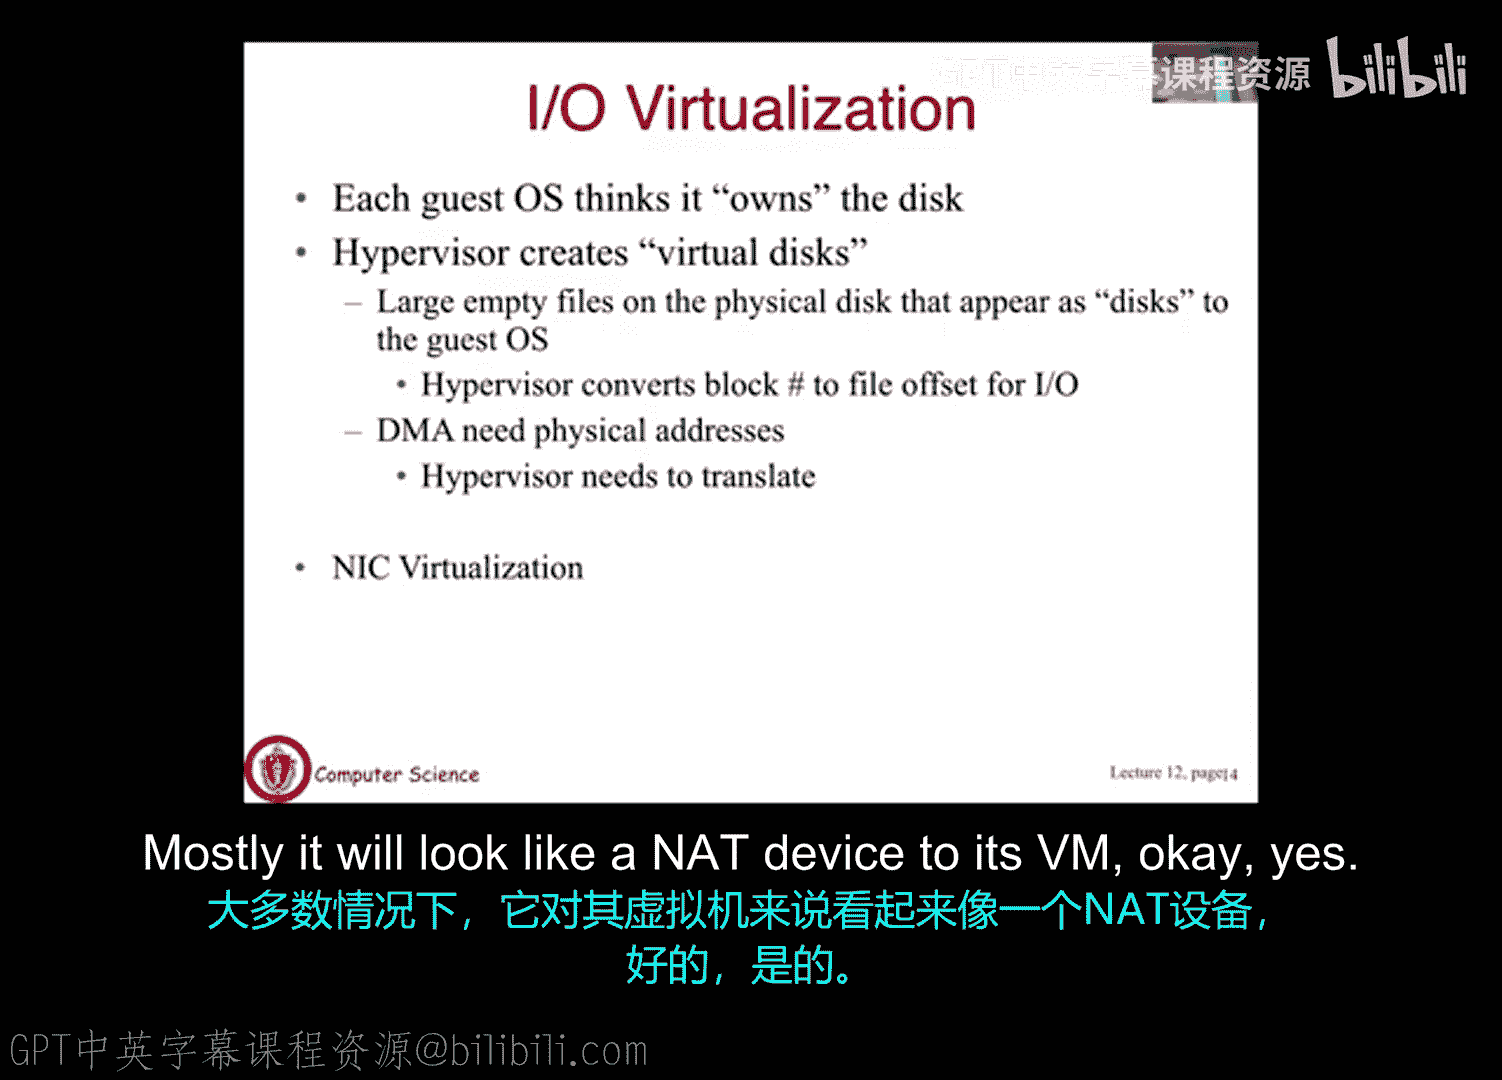 课程资源 bilibili
I/O Virtualization
• Each guest OS thinks it “owns” the disk
• Hypervisor creates “virtual disks”
– Large empty files on the physical disk that appear as “disks” to
the guest OS
• Hypervisor converts block # to file offset for I/O
– DMA need physical addresses
• Hypervisor needs to translate
• NIC Virtualization
Computer Science
Lecture 12, page14
Mostly it will look like a NAT device to its VM, okay, yes.
大多数情况下，它对其虚拟机来说看起来像一个NAT设备，
好的，是的。
GPT中英字幕课程资源@bilibili.com